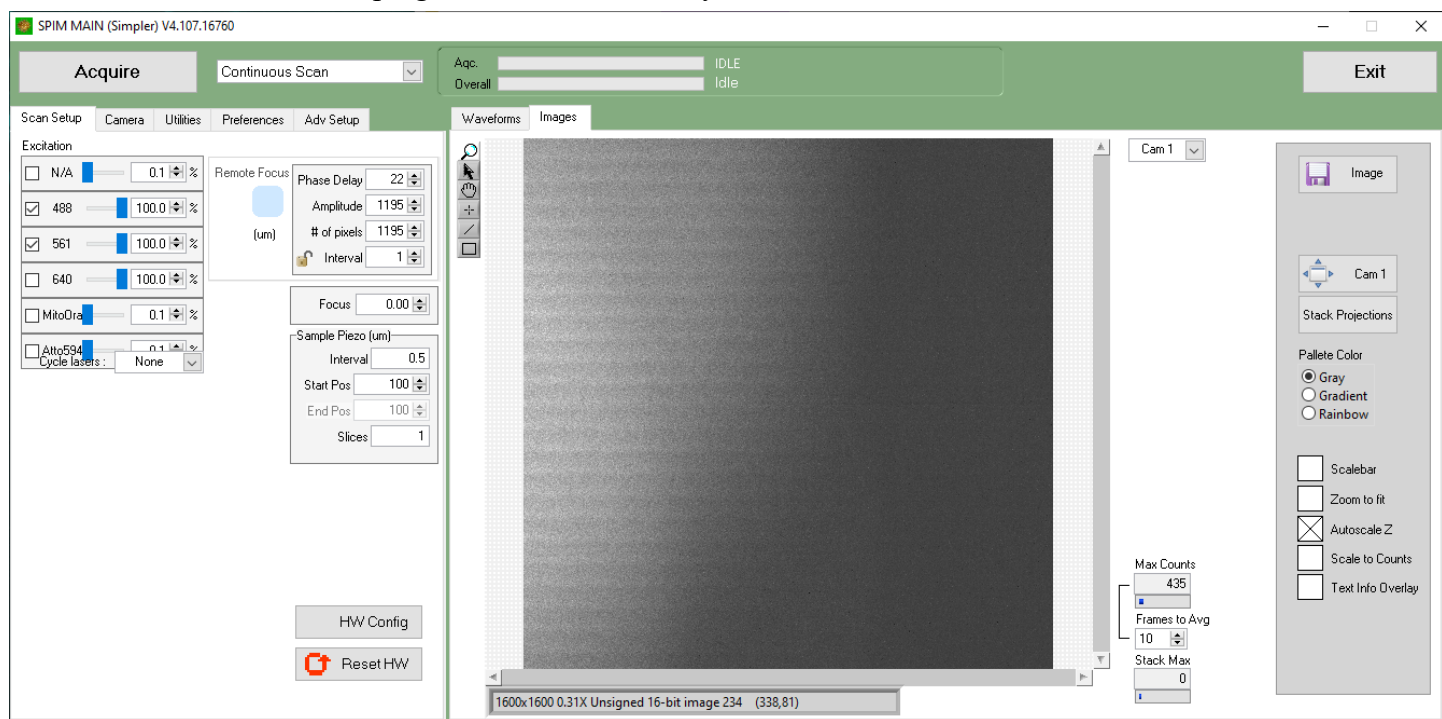 SPIM MAIN (Simpler) V4.107.16760
Acquire
Continuous Scan
Aqc.
IDLE
Overall
Idle
Exit
Scan Setup Camera Utilities Preferences Adv Setup
Waveforms Images
Excitation
N/A 0.1 %
488 100.0 %
561 100.0 %
640 100.0 %
MitoOra 0.1 %
Atto594 0.1 %
Cycle lasers : None
Remote Focus
(um)
Phase Delay 22
Amplitude 1195
# of pixels 1195
Interval 1
Focus 0.00
Sample Piezo (um)
Interval 0.5
Start Pos 100
End Pos 100
Slices 1
HW Config
Reset HW
1600x1600 0.31X Unsigned 16-bit image 234 (338,81)
Cam 1
Max Counts
435
Frames to Avg
10
Stack Max
0
Image
Cam 1
Stack Projections
Pallete Color
Gray
Gradient
Rainbow
Scalebar
Zoom to fit
Autoscale Z
Scale to Counts
Text Info Overlay